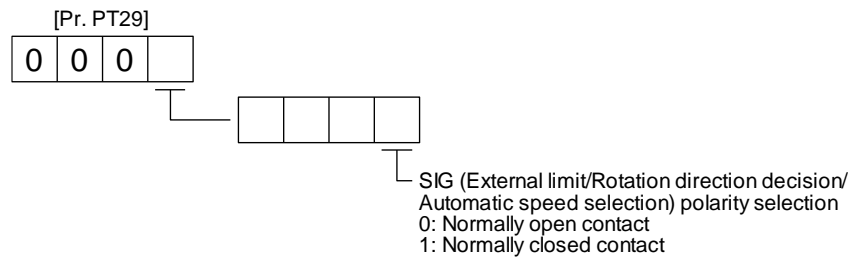 [Pr. PT29]
0 0 0
SIG (External limit/Rotation direction decision/
Automatic speed selection) polarity selection
0: Normally open contact
1: Normally closed contact